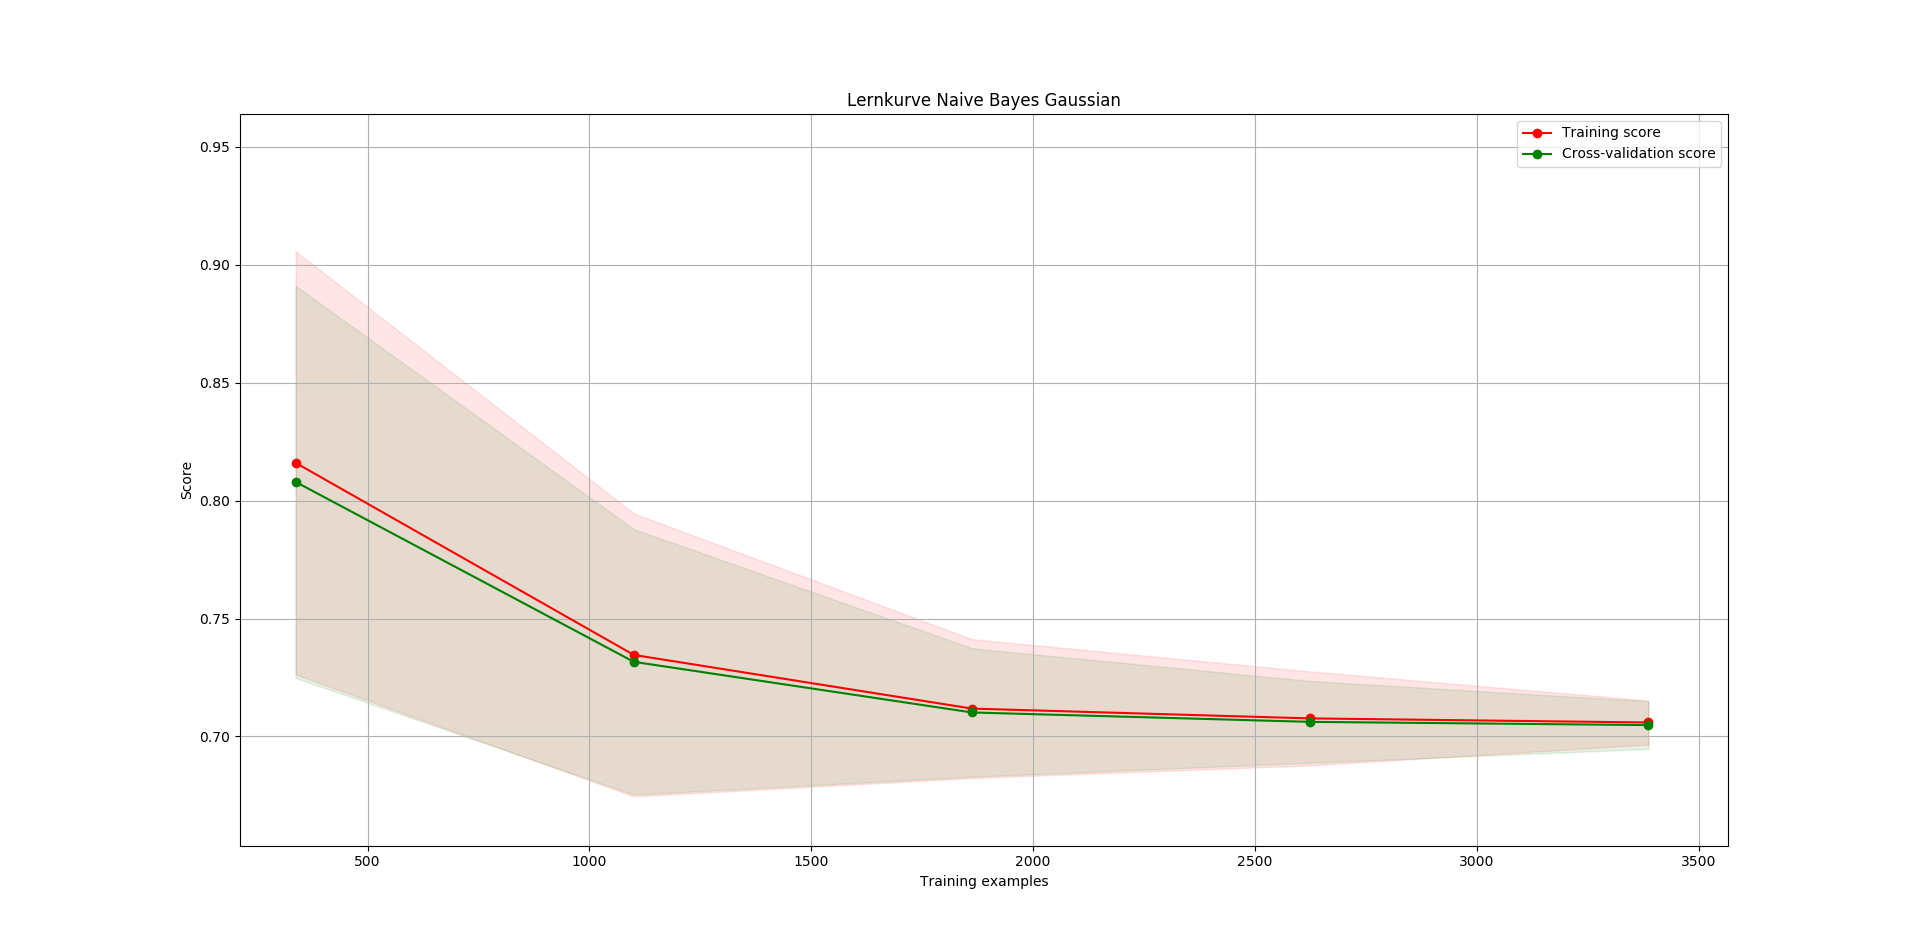 Lernkurve Naive Bayes Gaussian
Training score
Cross-validation score
0.95
0.90
0.85
0.80
0.75
0.70
Score
500 1000 1500 2000 2500 3000 3500
Training examples